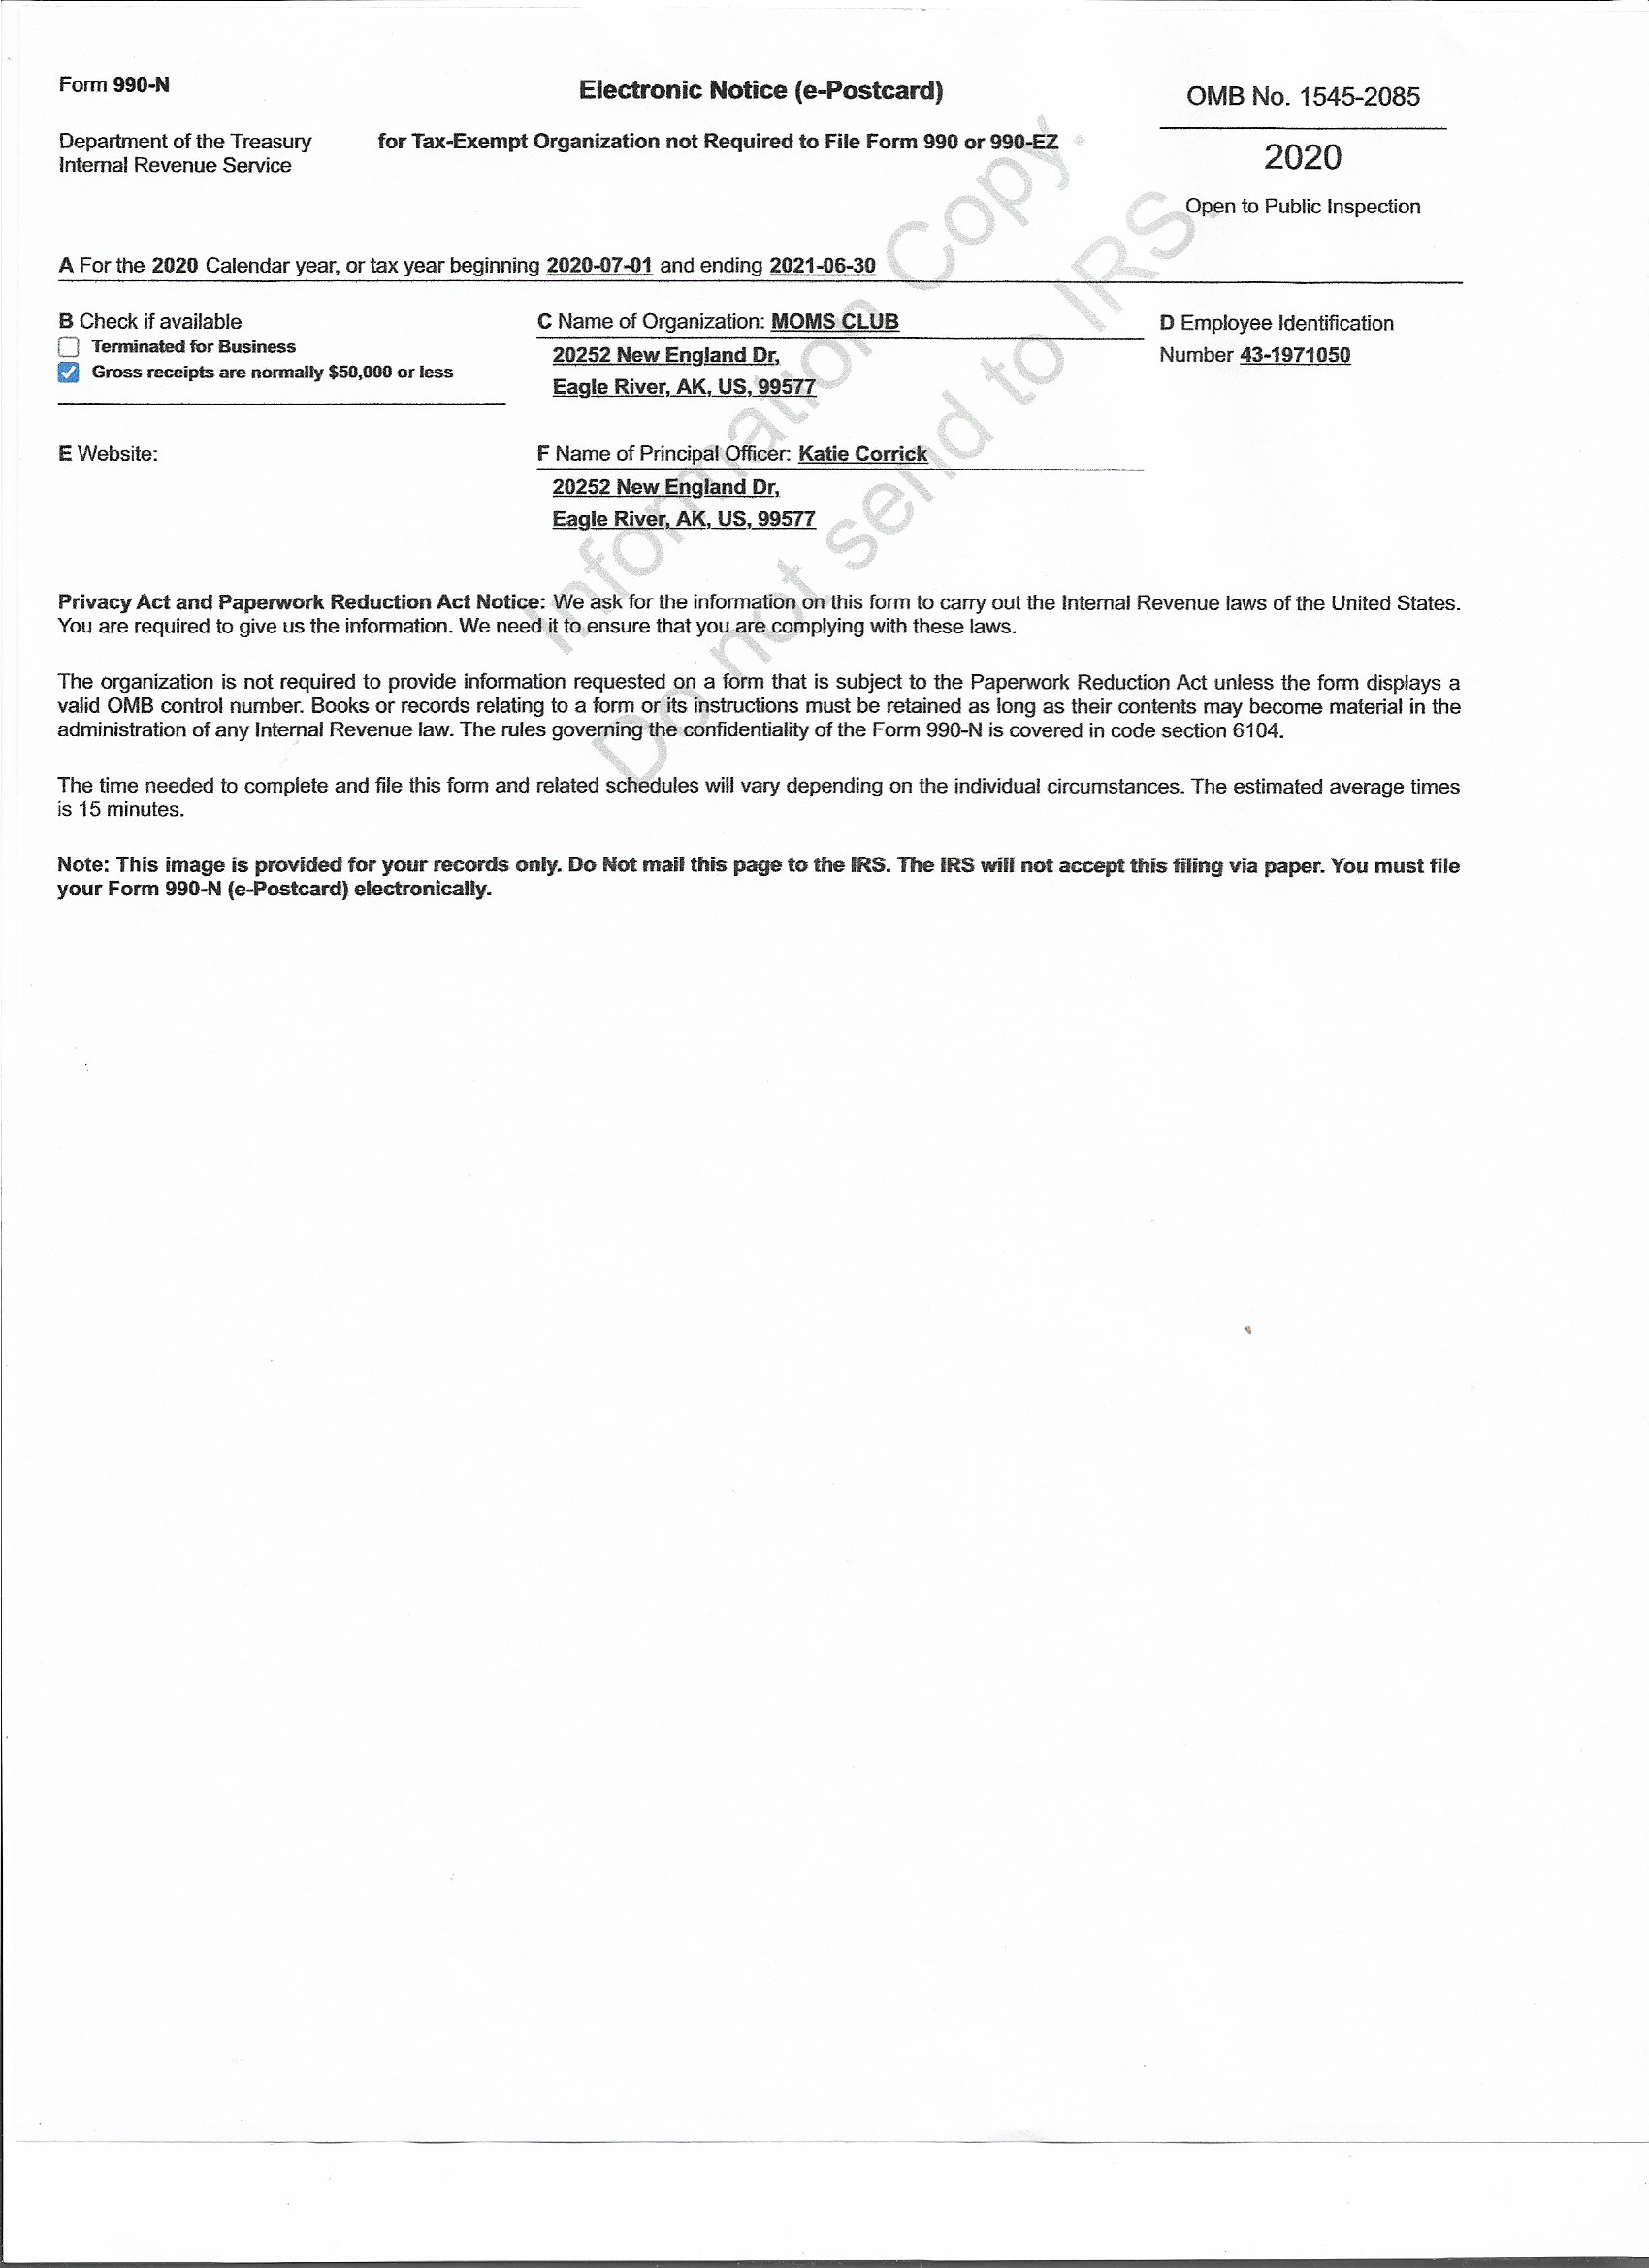 Form 990-N
Electronic Notice (e-Postcard)
OMB No. 1545-2085
Department of the Treasury
Internal Revenue Service
for Tax-Exempt Organization not Required to File Form 990 or 990-EZ
2020
Open to Public Inspection
A For the 2020 Calendar year, or tax year beginning 2020-07-01 and ending 2021-06-30
B Check if available
Terminated for Business
Gross receipts are normally $50,000 or less
C Name of Organization: MOMS CLUB
20252 New England Dr,
Eagle River, AK, US, 99577
D Employee Identification
Number 43-1971050
E Website:
F Name of Principal Officer: Katie Corrick
20252 New England Dr,
Eagle River, AK, US, 99577
Privacy Act and Paperwork Reduction Act Notice: We ask for the information on this form to carry out the Internal Revenue laws of the United States.
You are required to give us the information. We need it to ensure that you are complying with these laws.
The organization is not required to provide information requested on a form that is subject to the Paperwork Reduction Act unless the form displays a
valid OMB control number. Books or records relating to a form or its instructions must be retained as long as their contents may become material in the
administration of any Internal Revenue law. The rules governing the confidentiality of the Form 990-N is covered in code section 6104.
The time needed to complete and file this form and related schedules will vary depending on the individual circumstances. The estimated average times
is 15 minutes.
Note: This image is provided for your records only. Do Not mail this page to the IRS. The IRS will not accept this filing via paper. You must file
your Form 990-N (e-Postcard) electronically.
Information Copy.
Do not send to IRS.